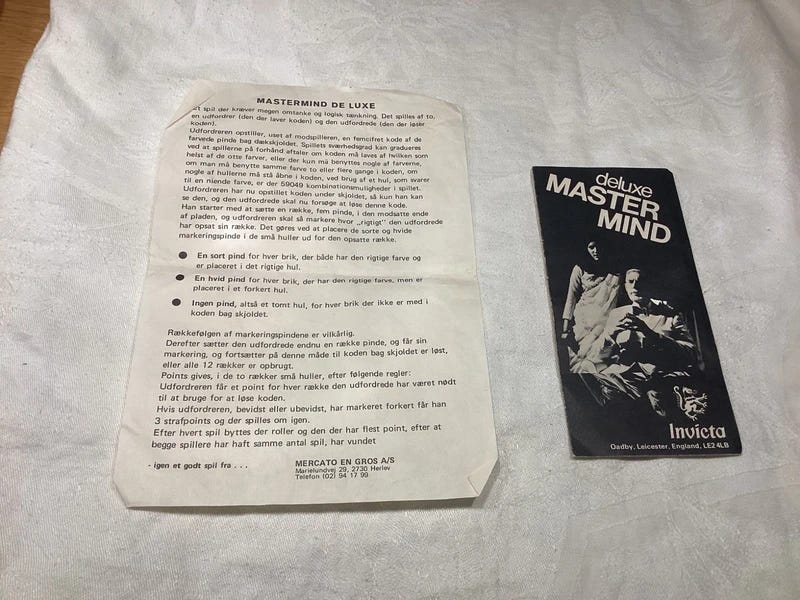 MASTERMIND DE LUXE
et spil der kræver megen omtanke og logisk tænkning. Det spilles af to,
en udfordrer (den der laver koden) og den udfordrede (den der løser
koden).
Udfordreren opstiller, uset af modspilleren, en femcifret kode af de
farvede pinde bag dækskjoldet. Spillets sværhedsgrad kan gradueres
ved at spillerne på forhånd aftaler om koden må laves af hvilken som
helst af de otte farver, eller der kun må benyttes nogle af farverne,
om man må benytte samme farve to eller flere gange i koden, om
nogle af hullerne må stå åbne i koden, ved brug af et hul, som svarer
til en niende farve, er der 59049 kombinationsmuligheder i spillet.
Udfordreren har nu opstillet koden under skjoldet, så kun han kan
se den, og den udfordrede skal nu forsøge at løse denne kode.
Han starter med at sætte en række, fem pinde, i den modsatte ende
af pladen, og udfordreren skal så markere hvor „rigtigt" den udfordrede
har opsat sin række. Det gøres ved at placere de sorte og hvide
markeringspinde i de små huller ud for den opsatte række.
● En sort pind for hver brik, der både har den rigtige farve og
er placeret i det rigtige hul.
● En hvid pind for hver brik, der har den rigtige farve, men er
placeret i et forkert hul.
● Ingen pind, altså et tomt hul, for hver brik der ikke er med i
koden bag skjoldet.
Rækkefølgen af markeringspindene er vilkårlig.
Derefter sætter den udfordrede endnu en række pinde, og får sin
markering, og fortsætter på denne måde til koden bag skjoldet er løst,
eller alle 12 rækker er opbrugt.
Points gives, i de to rækker små huller, efter følgende regler:
Udfordreren får et point for hver række den udfordrede har været nødt
til at bruge for at løse koden.
Hvis udfordreren, bevidst eller ubevidst, har markeret forkert får han
3 strafpoints og der spilles om igen.
Efter hvert spil byttes der roller og den der har flest point, efter at
begge spillere har haft samme antal spil, har vundet
- igen et godt spil fra . . .
MERCATO EN GROS A/S
Marielundvej 29, 2730 Herlev
Telefon (02) 94 17 99
deluxe
MASTER
MIND
Invicta
Oadby, Leicester, England, LE2 4LB